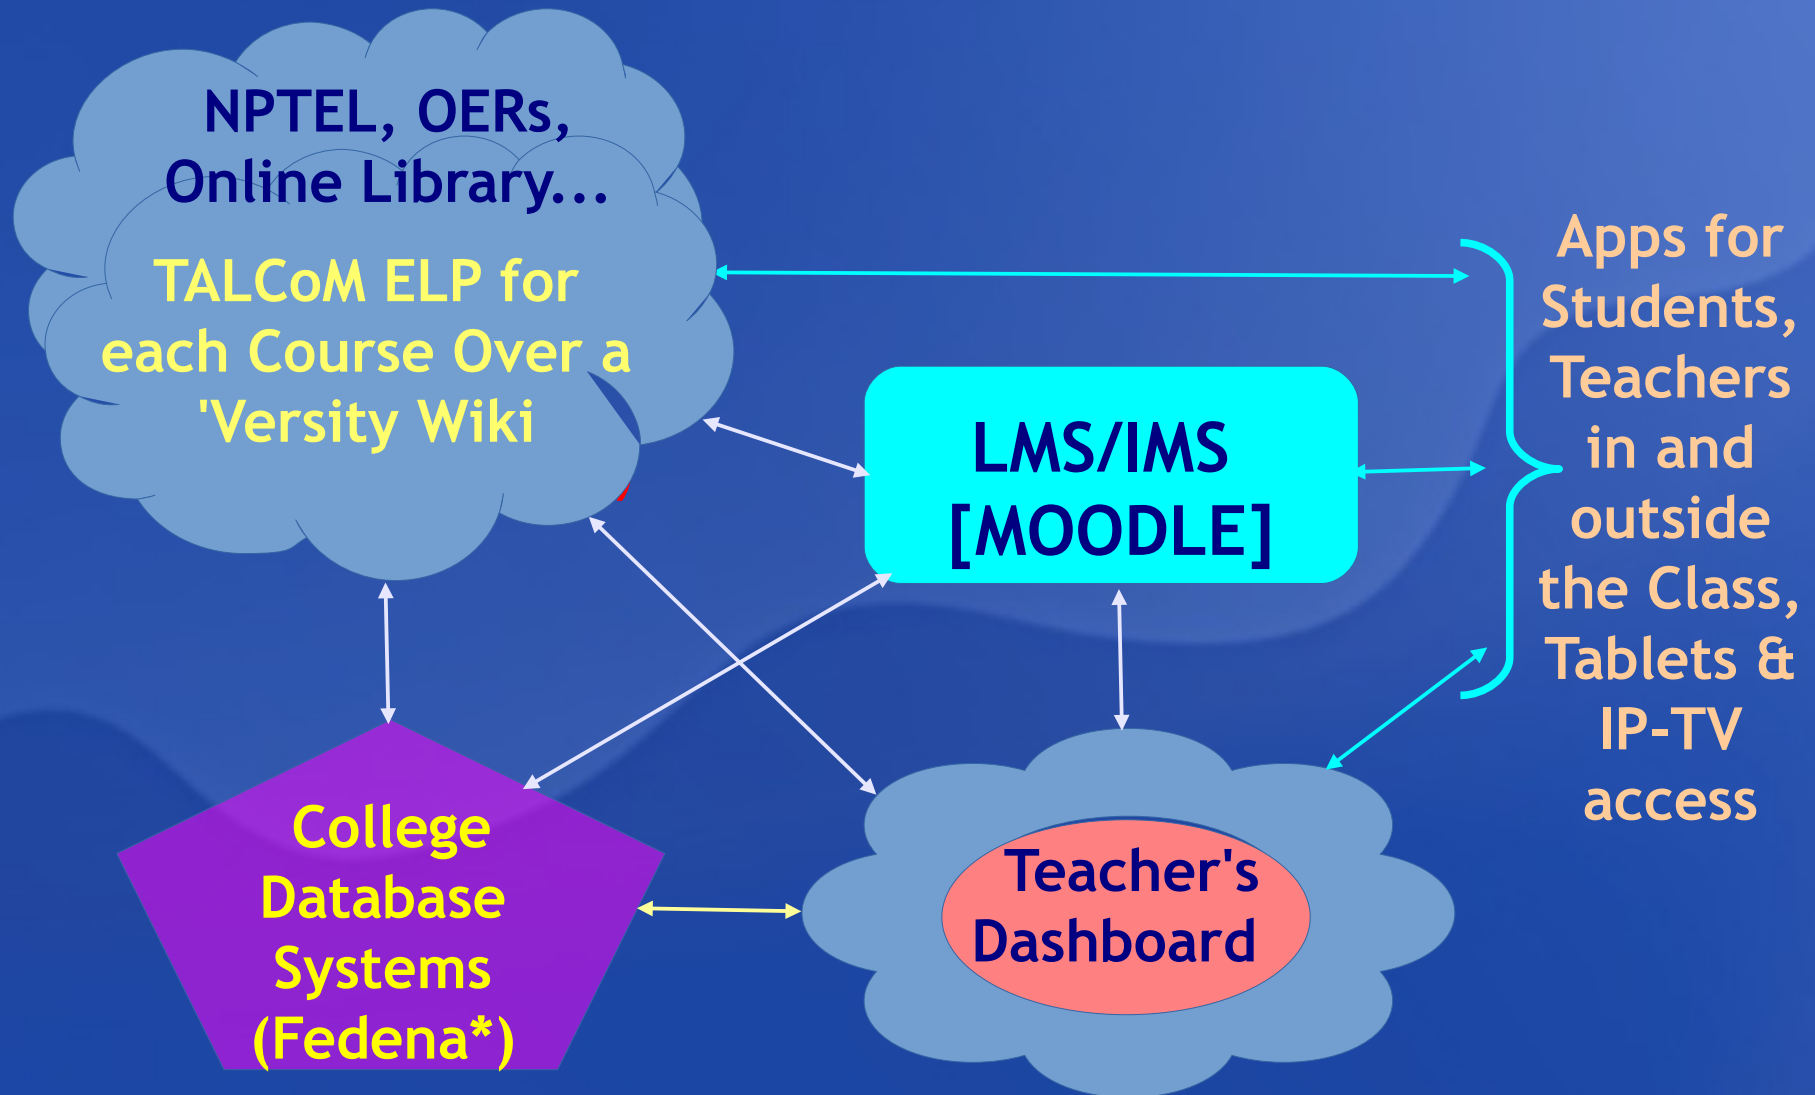 NPTEL, OERs,
Online Library...
TALCoM ELP for
each Course Over a
'Versity Wiki
LMS/IMS
[MOODLE]
Apps for
Students,
Teachers
in and
outside
the Class,
Tablets &
IP-TV
access
College
Database
Systems
(Fedena*)
Teacher's
Dashboard